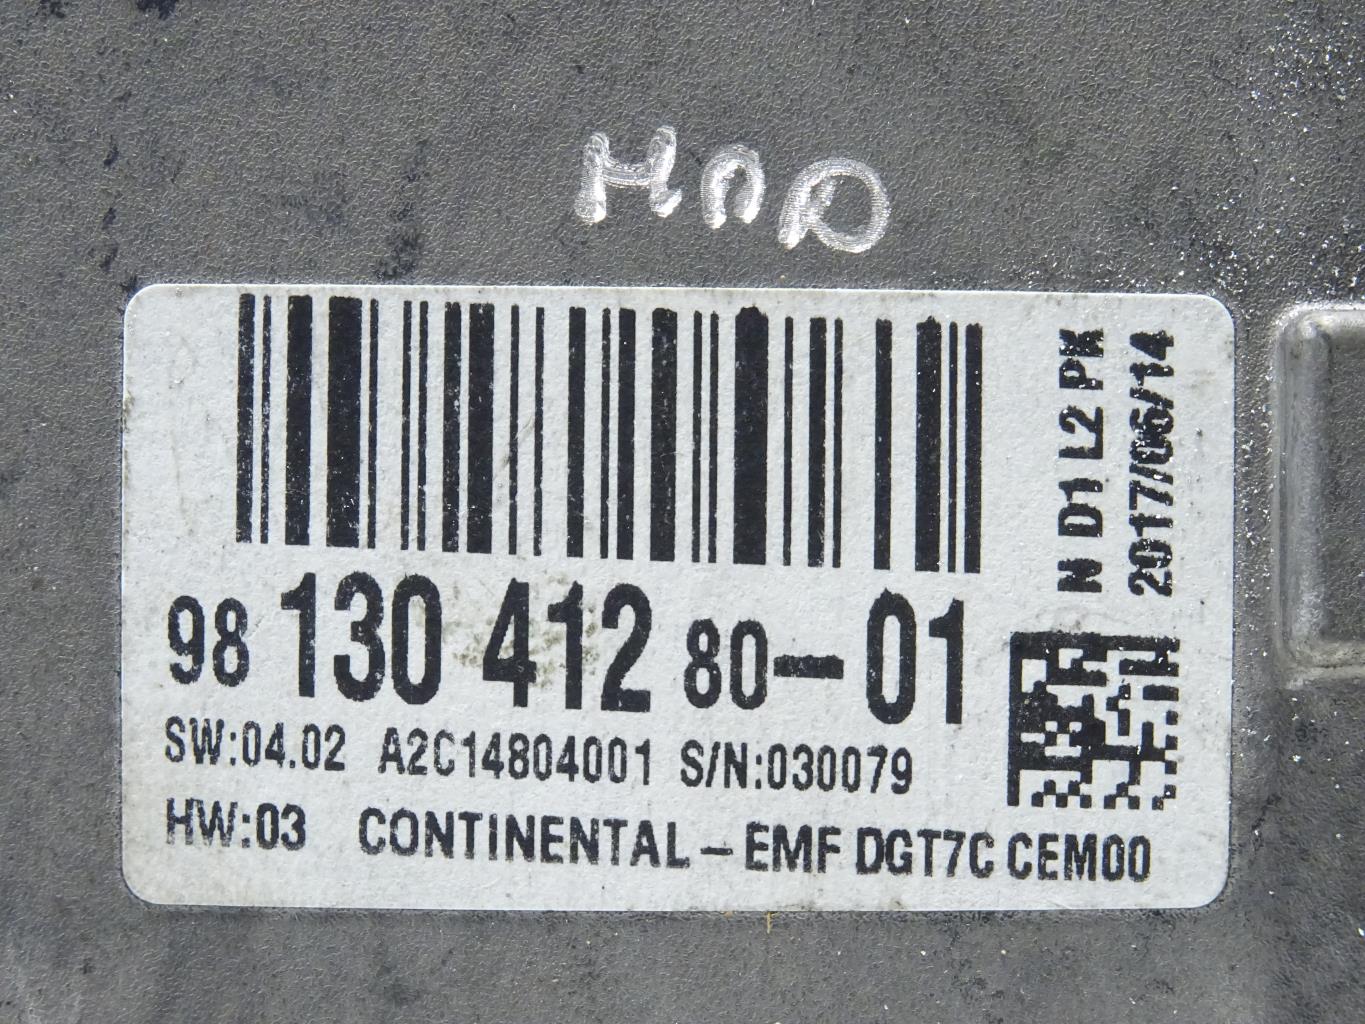 98 130 412 80-01
SW:04.02 A2C14804001 S/N:030079
HW:03 CONTINENTAL-EMF DGT7C CEM00
N D1 L2 PK
2017/06/14